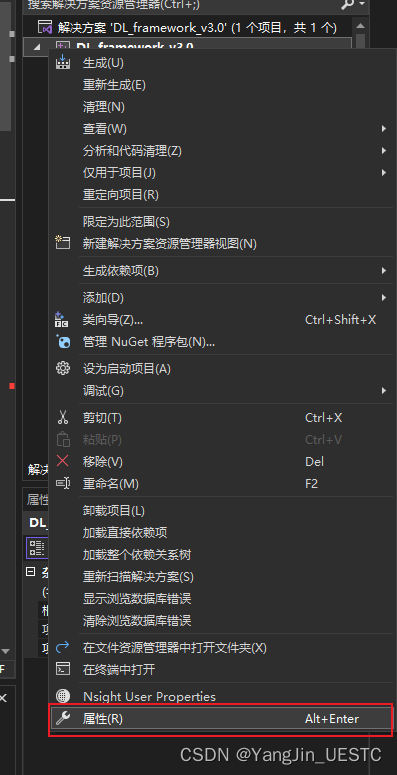 搜索解决方案资源管理器(Ctrl+;)
解决方案 'DL_framework_v3.0' (1 个项目，共 1 个)
DL_framework_v3.0
生成(U)
重新生成(E)
清理(N)
查看(W)
分析和代码清理(Z)
仅用于项目(J)
重定向项目(R)
限定为此范围(S)
新建解决方案资源管理器视图(N)
生成依赖项(B)
添加(D)
类向导(Z)... Ctrl+Shift+X
管理 NuGet 程序包(N)...
设为启动项目(A)
调试(G)
剪切(T) Ctrl+X
粘贴(P) Ctrl+V
移除(V) Del
解决
重命名(M) F2
属性
卸载项目(L)
DL_
加载直接依赖项
加载整个依赖关系树
重新扫描解决方案(S)
显示浏览数据库错误
清除浏览数据库错误
在文件资源管理器中打开文件夹(X)
在终端中打开
Nsight User Properties
属性(R) Alt+Enter
CSDN @YangJin_UESTC